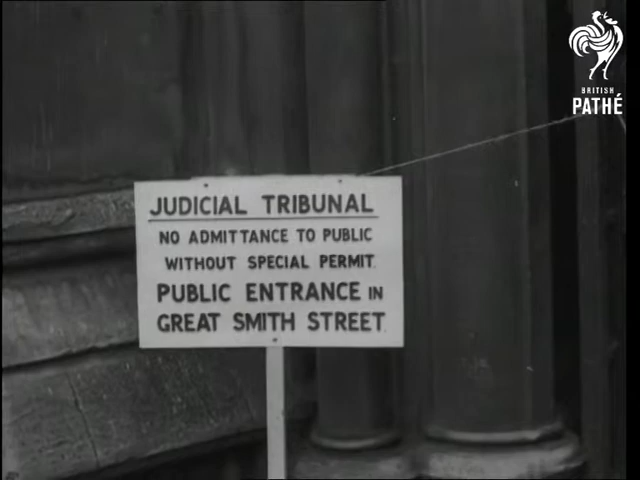 BRITISH
PATHÉ
JUDICIAL TRIBUNAL
NO ADMITTANCE TO PUBLIC
WITHOUT SPECIAL PERMIT.
PUBLIC ENTRANCE IN
GREAT SMITH STREET.